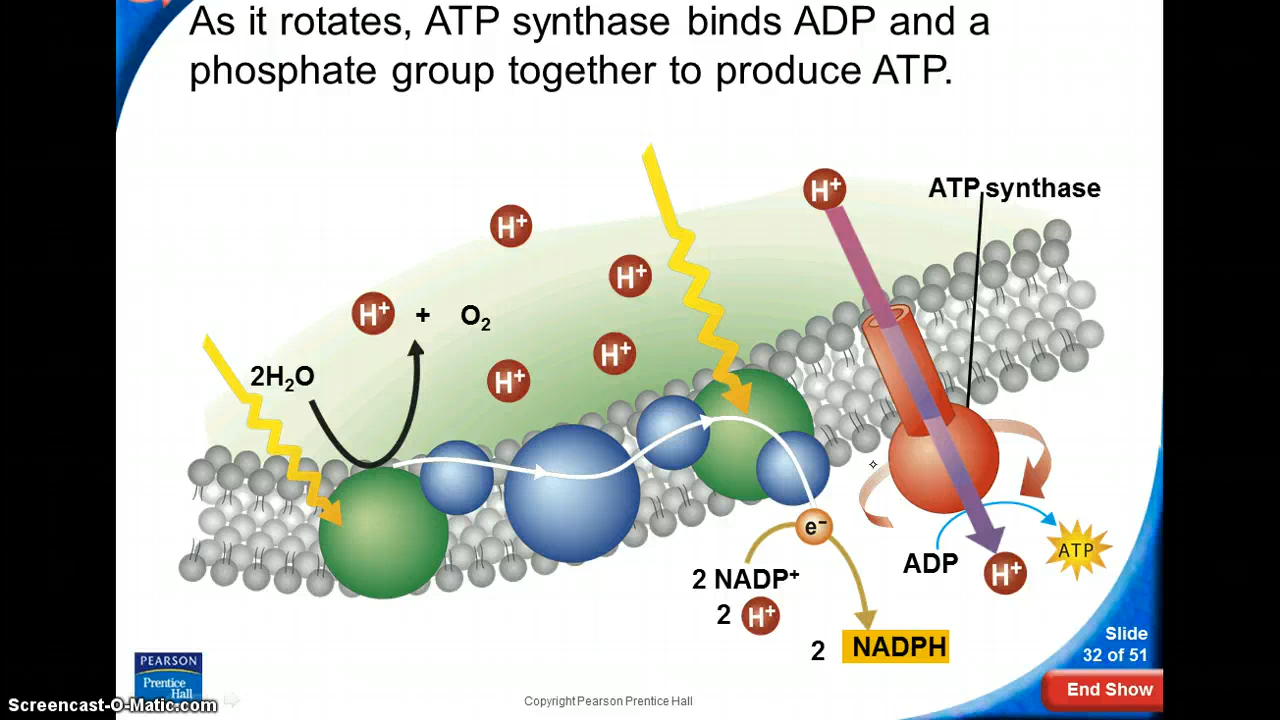 As it rotates, ATP synthase binds ADP and a
phosphate group together to produce ATP.
H+
ATP synthase
H+
H+
H+ + O₂
H+
H+
2H₂O
e⁻
ADP
ATP
H+
2 NADP+
2 H+
2 NADPH
Slide
32 of 51
End Show
PEARSON
Prentice
Hall
Copyright Pearson Prentice Hall
Screencast-O-Matic.com